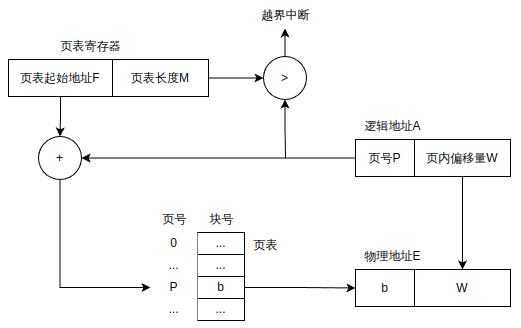 越界中断
页表寄存器
页表起始地址F 页表长度M
>
逻辑地址A
+
页号P 页内偏移量W
页号 块号
0 ...
页表
物理地址E
... ...
P b
b W
... ...